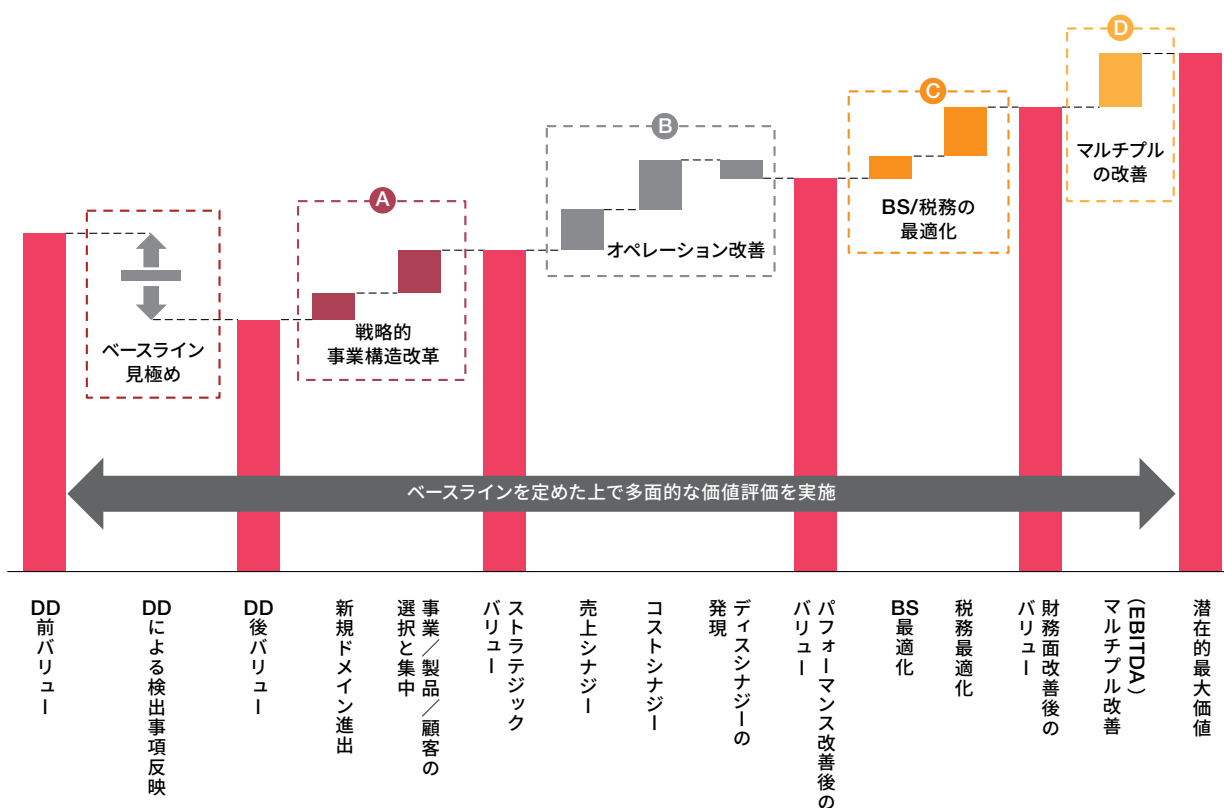 D
マルチプル
の改善
C
BS/税務の
最適化
B
オペレーション改善
A
戦略的
事業構造改革
ベースライン
見極め
ベースラインを定めた上で多面的な価値評価を実施
DD前バリュー
DDによる検出事項反映
DD後バリュー
新規ドメイン進出
事業／製品／顧客の
選択と集中
ストラテジック
バリュー
売上シナジー
コストシナジー
ディスシナジーの
発現
パフォーマンス改善後の
バリュー
BS最適化
税務最適化
財務面改善後の
バリュー
（EBITDA）
マルチプル改善
潜在的最大価値